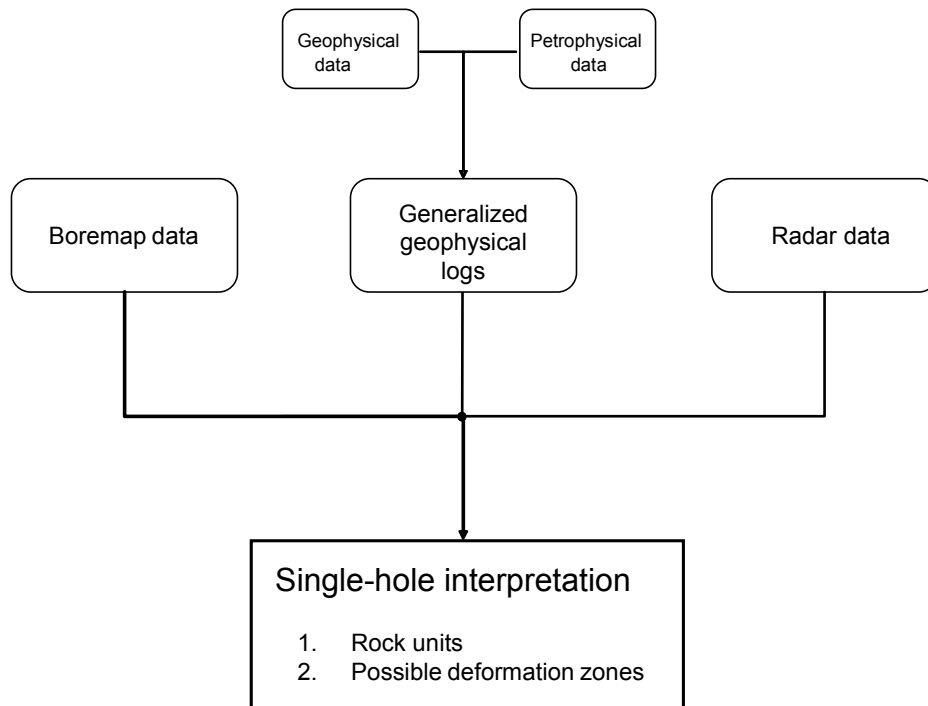 Geophysical
data
Petrophysical
data
Boremap data
Generalized
geophysical
logs
Radar data
Single-hole interpretation
1. Rock units
2. Possible deformation zones